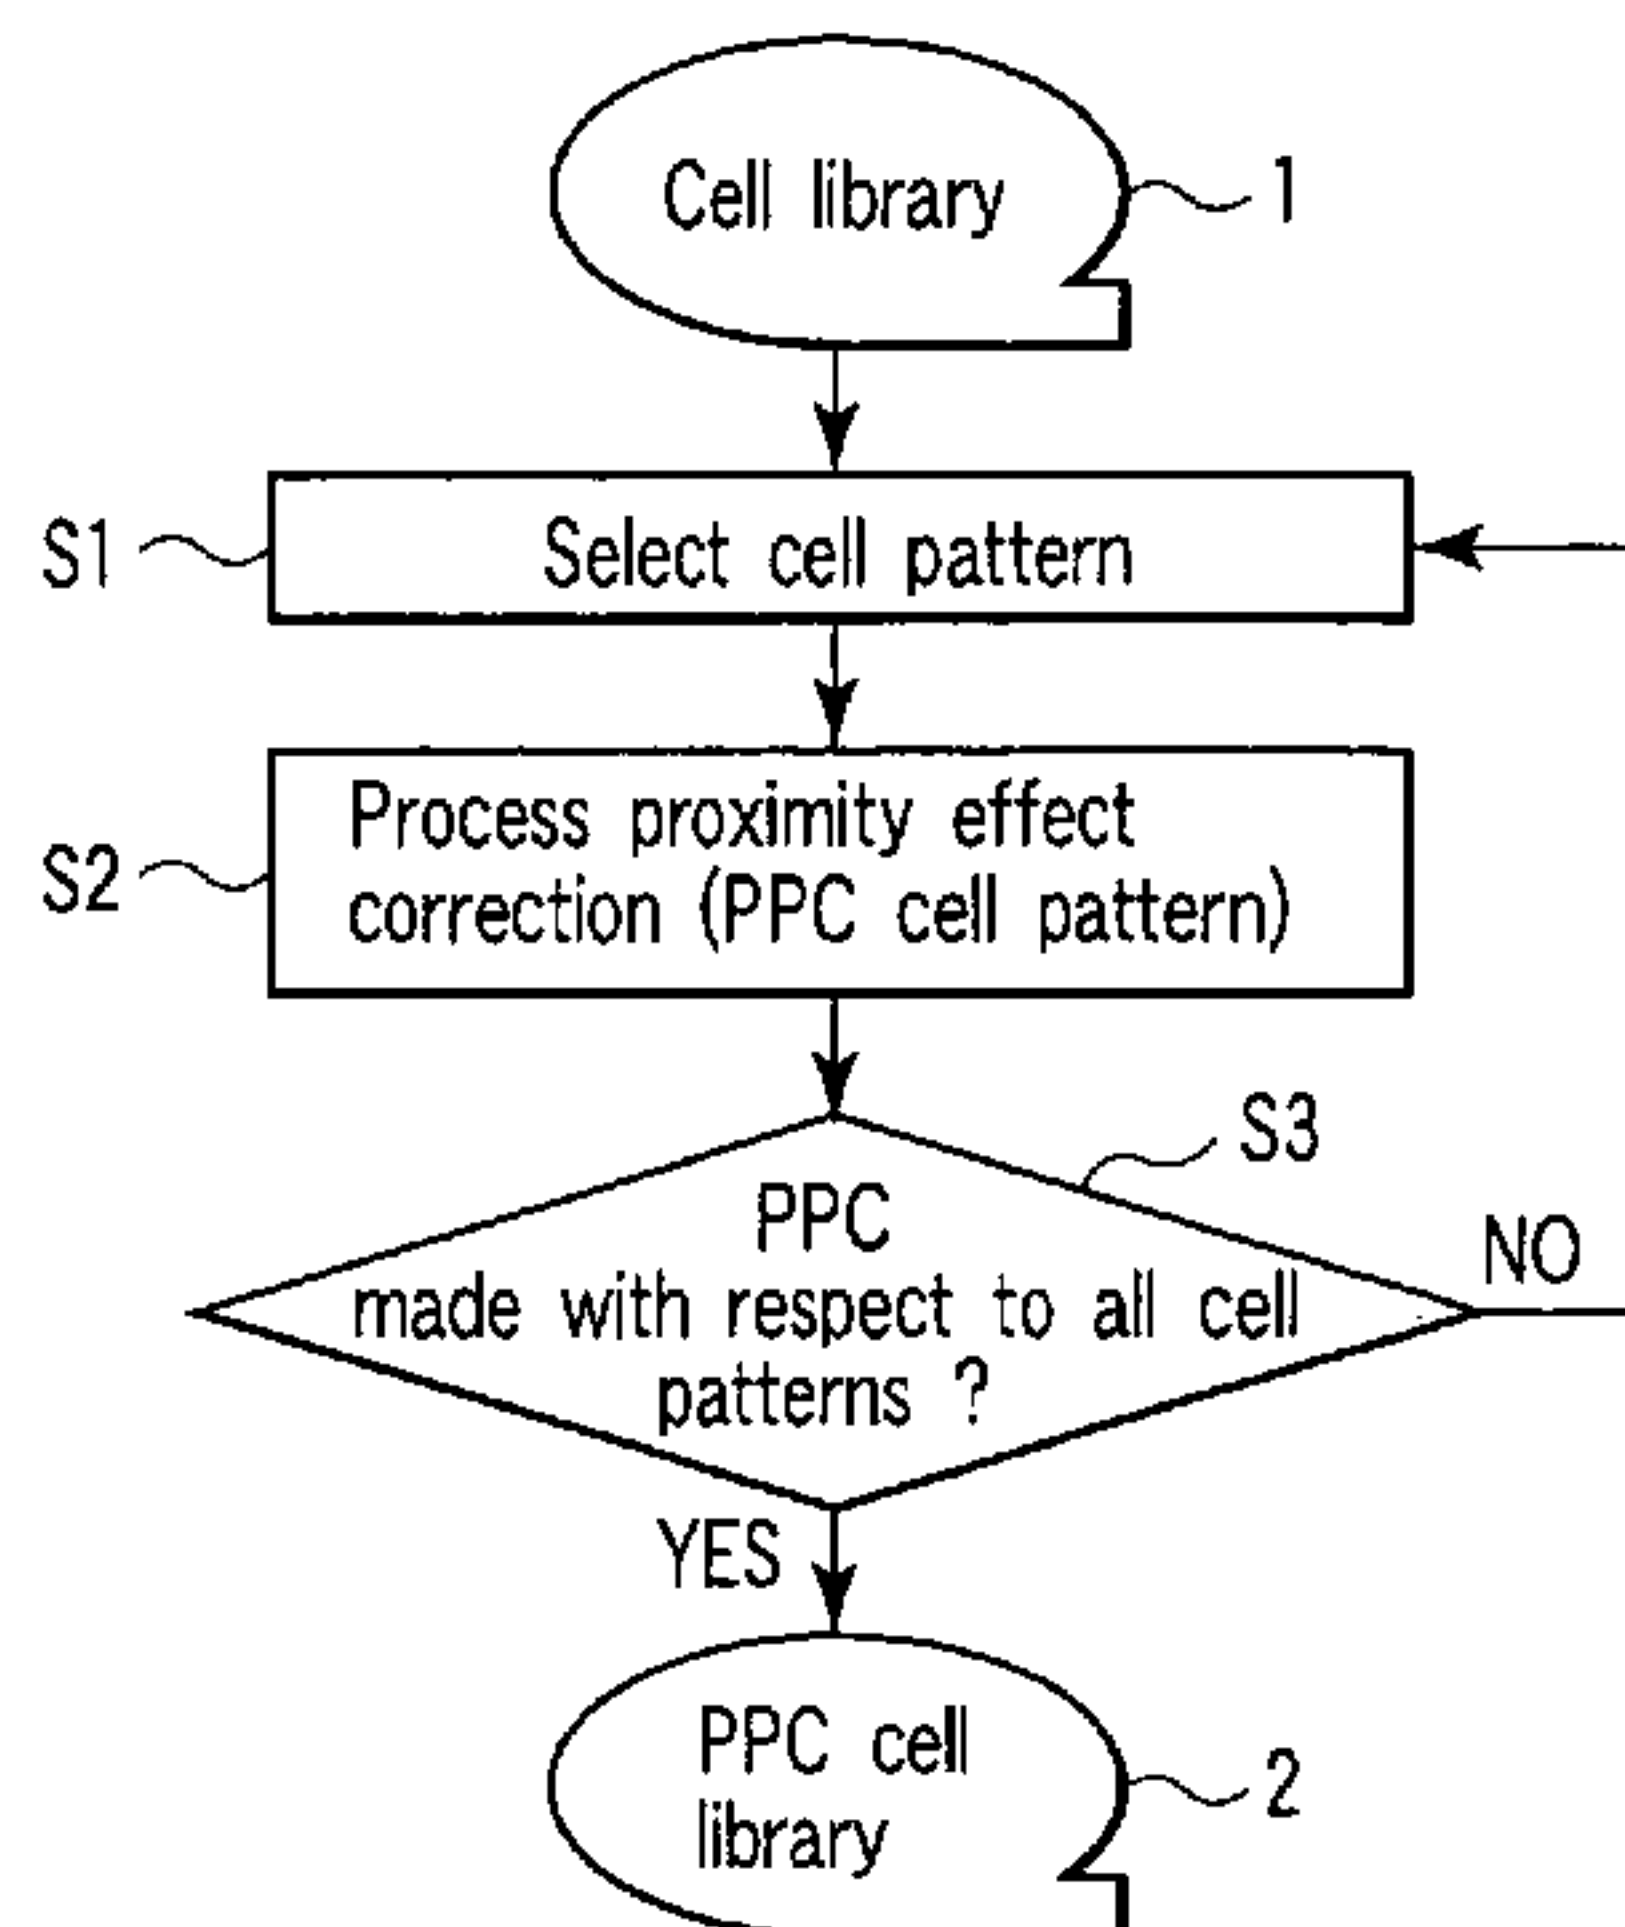 Cell library
1
S1
Select cell pattern
S2
Process proximity effect
correction (PPC cell pattern)
S3
PPC
made with respect to all cell
patterns ?
NO
YES
PPC cell
library
2